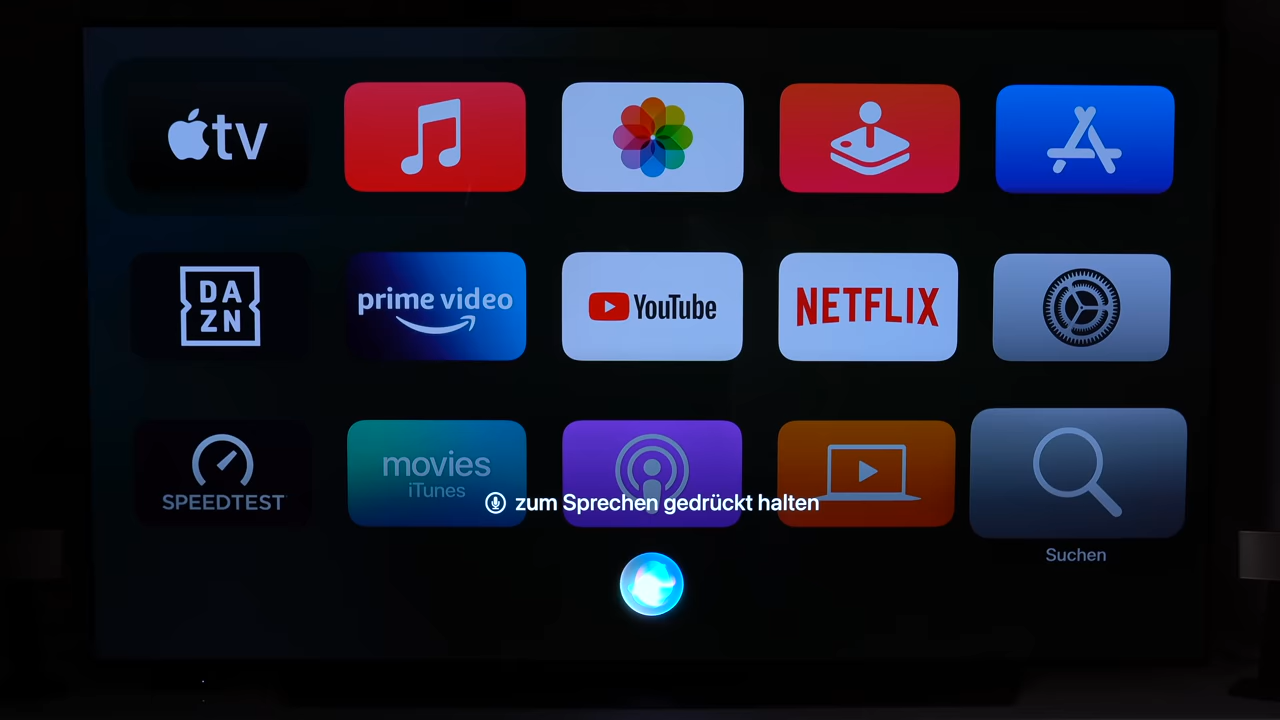 tv
DA
ZN
prime video
YouTube
NETFLIX
SPEEDTEST
movies
iTunes
zum Sprechen gedrückt halten
Suchen